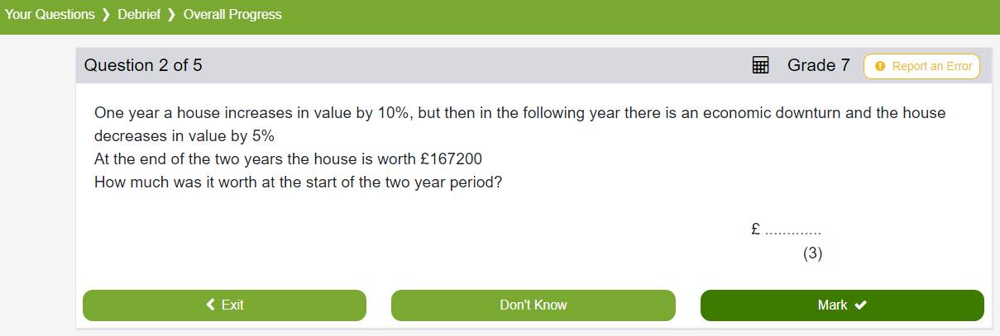 Your Questions ❯ Debrief ❯ Overall Progress
Question 2 of 5 Grade 7 Report an Error
One year a house increases in value by 10%, but then in the following year there is an economic downturn and the house
decreases in value by 5%
At the end of the two years the house is worth £167200
How much was it worth at the start of the two year period?
£ .............
(3)
Exit Don't Know Mark